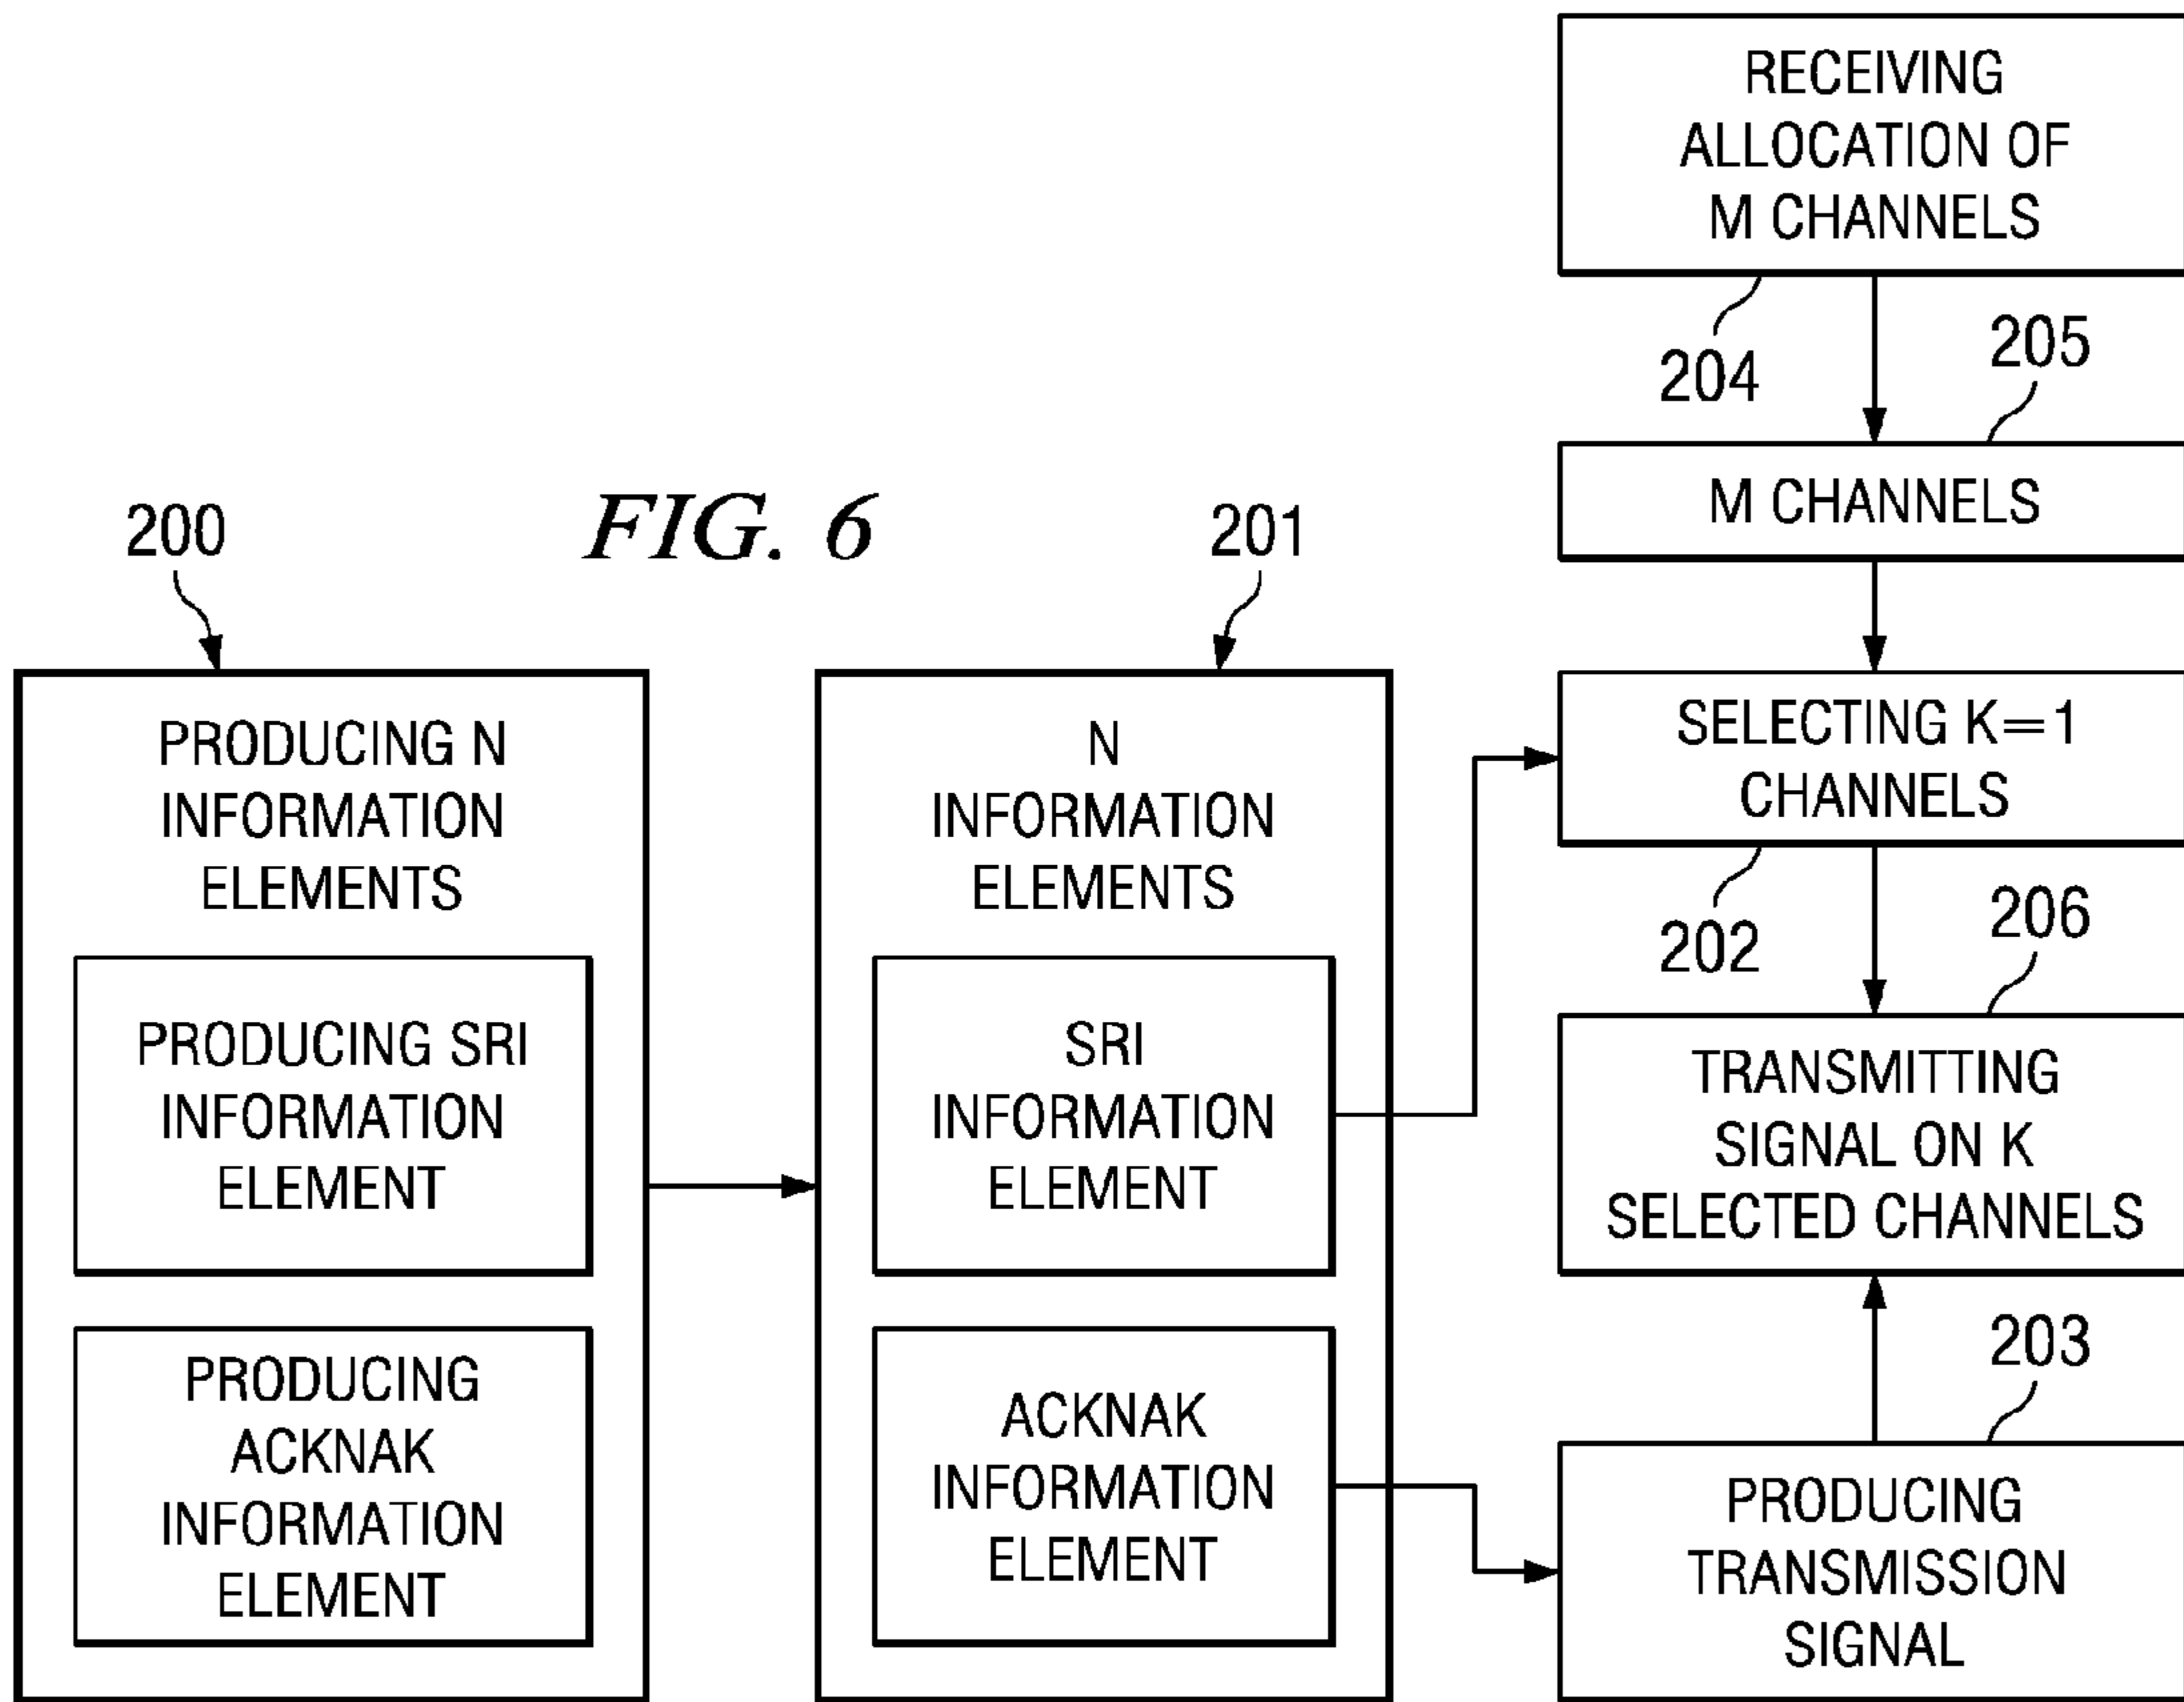 RECEIVING
ALLOCATION OF
M CHANNELS
204
205
M CHANNELS
FIG. 6
200
201
PRODUCING N
INFORMATION
ELEMENTS
PRODUCING SRI
INFORMATION
ELEMENT
PRODUCING
ACKNAK
INFORMATION
ELEMENT
N
INFORMATION
ELEMENTS
SRI
INFORMATION
ELEMENT
ACKNAK
INFORMATION
ELEMENT
SELECTING K=1
CHANNELS
202
206
TRANSMITTING
SIGNAL ON K
SELECTED CHANNELS
203
PRODUCING
TRANSMISSION
SIGNAL